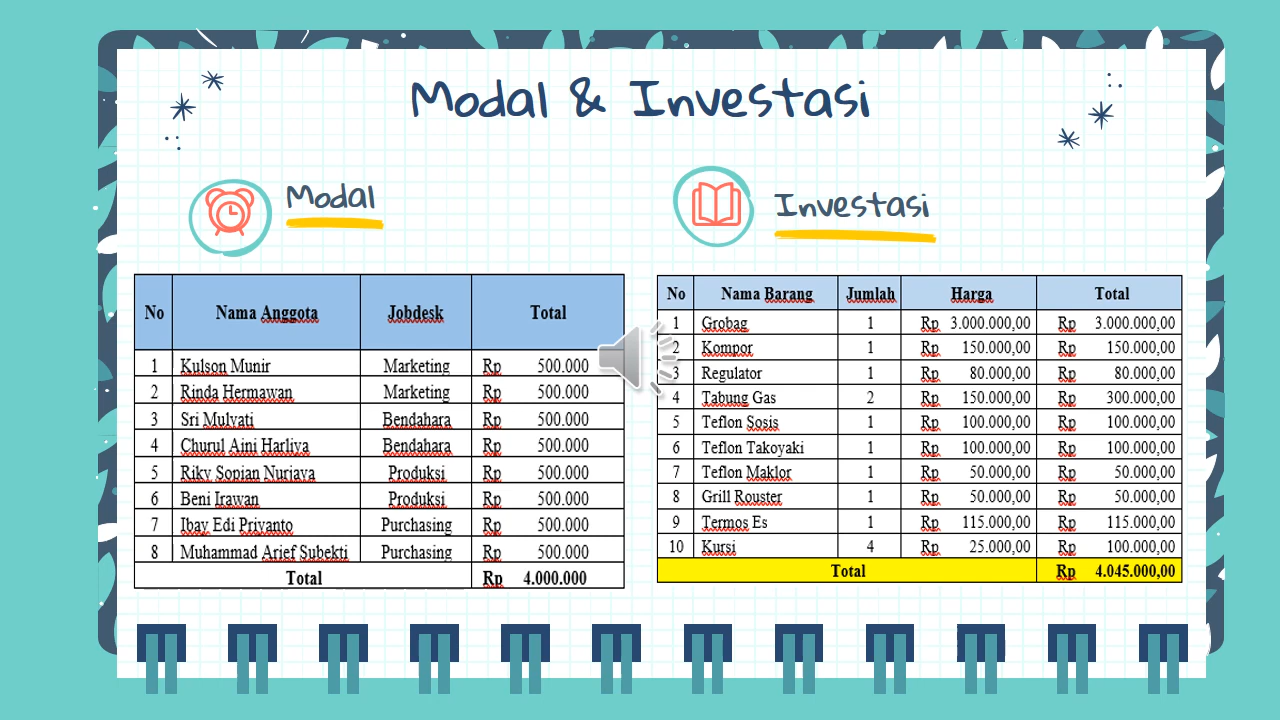 Modal & Investasi
Modal
No Nama Anggota Jobdesk Total
1 Kulson Munir Marketing Rp 500.000
2 Rinda Hermawan Marketing Rp 500.000
3 Sri Mulyati Bendahara Rp 500.000
4 Churul Aini Harliya Bendahara Rp 500.000
5 Riky Sopian Nurjaya Produksi Rp 500.000
6 Beni Irawan Produksi Rp 500.000
7 Ibay Edi Priyanto Purchasing Rp 500.000
8 Muhammad Arief Subekti Purchasing Rp 500.000
Total Rp 4.000.000
Investasi
No Nama Barang Jumlah Harga Total
1 Grobag 1 Rp 3.000.000,00 Rp 3.000.000,00
2 Kompor 1 Rp 150.000,00 Rp 150.000,00
3 Regulator 1 Rp 80.000,00 Rp 80.000,00
4 Tabung Gas 2 Rp 150.000,00 Rp 300.000,00
5 Teflon Sosis 1 Rp 100.000,00 Rp 100.000,00
6 Teflon Takoyaki 1 Rp 100.000,00 Rp 100.000,00
7 Teflon Maklor 1 Rp 50.000,00 Rp 50.000,00
8 Grill Rouster 1 Rp 50.000,00 Rp 50.000,00
9 Termos Es 1 Rp 115.000,00 Rp 115.000,00
10 Kursi 4 Rp 25.000,00 Rp 100.000,00
Total Rp 4.045.000,00